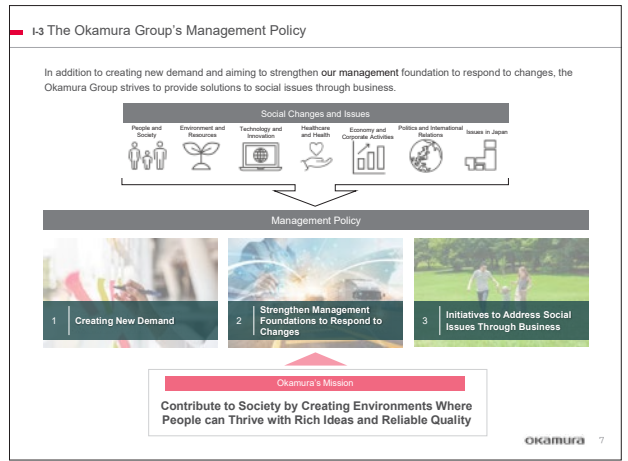 I-3 The Okamura Group's Management Policy
In addition to creating new demand and aiming to strengthen our management foundation to respond to changes, the
Okamura Group strives to provide solutions to social issues through business.
Social Changes and Issues
People and
Society
Environment and
Resources
Technology and
Innovation
Healthcare
and Health
Economy and
Corporate Activities
Politics and International
Relations
Issues in Japan
Management Policy
1 Creating New Demand
2 Strengthen Management
Foundations to Respond to
Changes
3 Initiatives to Address Social
Issues Through Business
Okamura's Mission
Contribute to Society by Creating Environments Where
People can Thrive with Rich Ideas and Reliable Quality
okamura 7